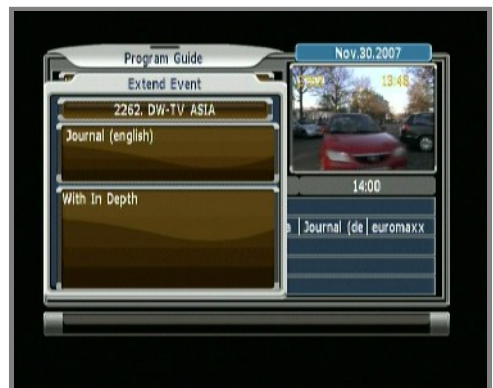 Program Guide
Nov.30.2007
Extend Event
2262. DW-TV ASIA
13:48
Journal (english)
14:00
With In Depth
Journal (de
euromaxx